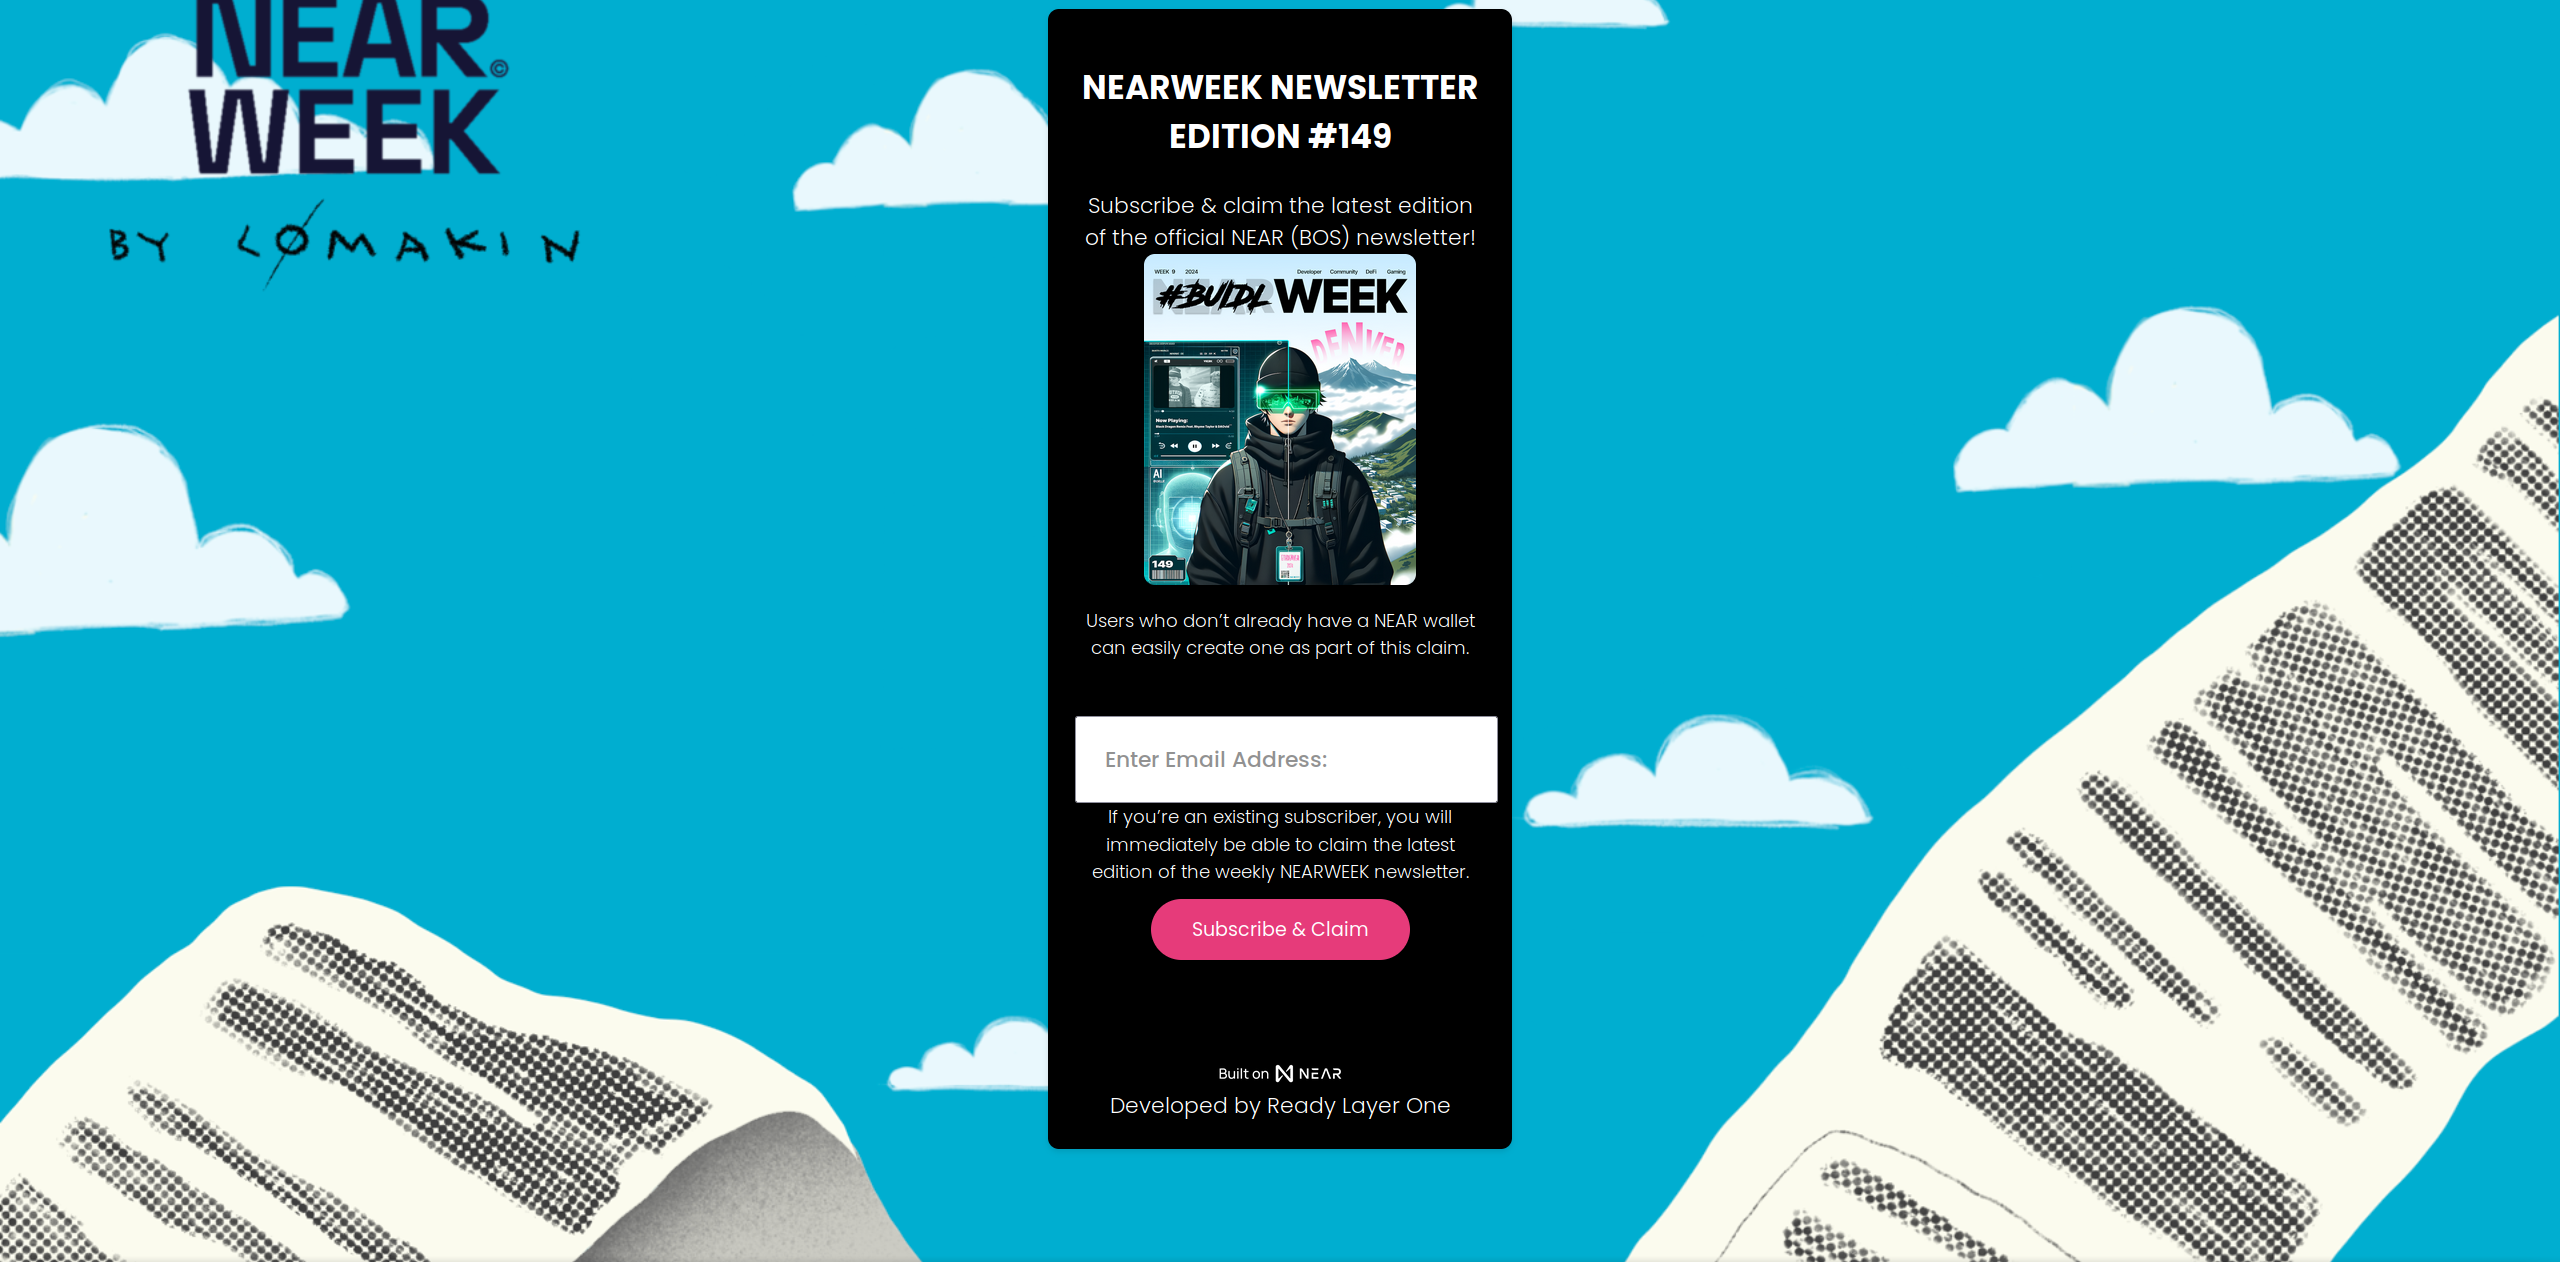 NEAR
©
WEEK
BY LØMAKIN
NEARWEEK NEWSLETTER
EDITION #149
Subscribe & claim the latest edition
of the official NEAR (BOS) newsletter!
WEEK 9 2024 Developer Community DeFi Gaming
#BUIDL WEEK
DENVER
Now Playing:
AI
149
Users who don’t already have a NEAR wallet
can easily create one as part of this claim.
Enter Email Address:
If you’re an existing subscriber, you will
immediately be able to claim the latest
edition of the weekly NEARWEEK newsletter.
Subscribe & Claim
Built on NEAR
Developed by Ready Layer One